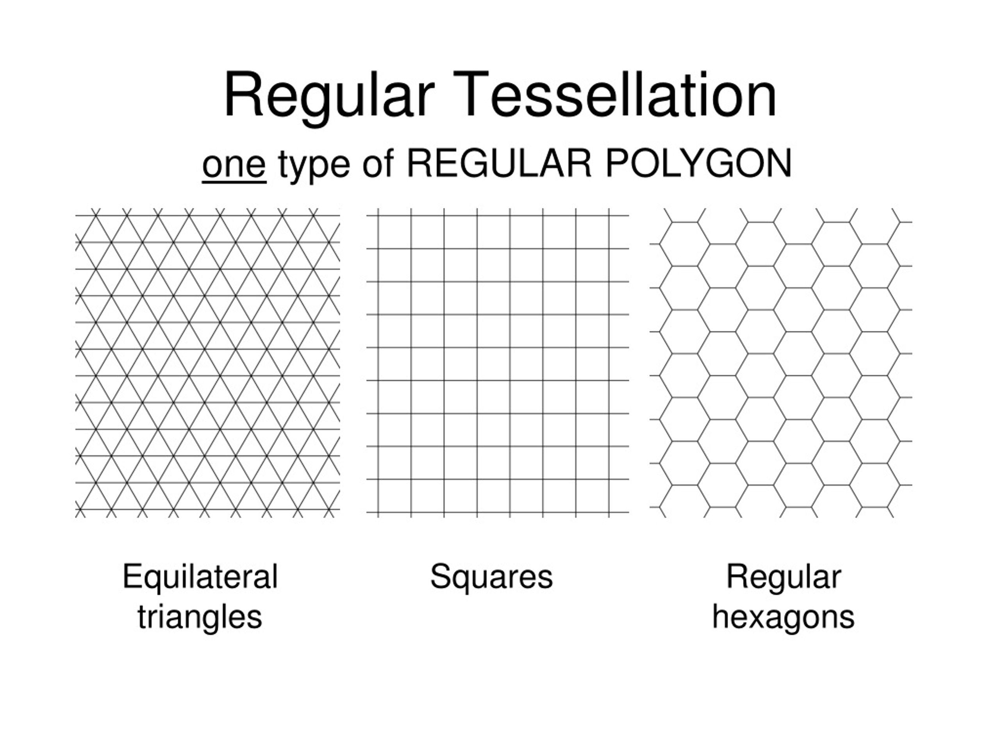 Regular Tessellation
one type of REGULAR POLYGON
Equilateral
triangles
Squares
Regular
hexagons